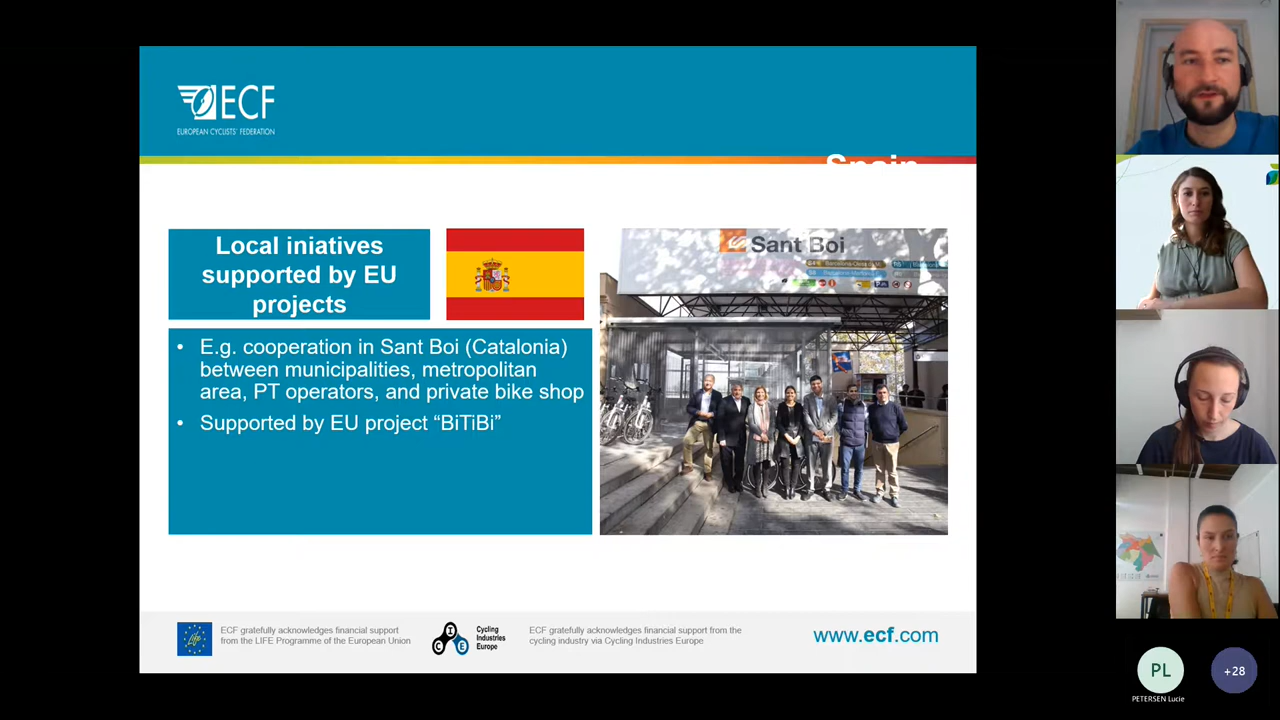 ECF
EUROPEAN CYCLISTS' FEDERATION
Spain
Local iniatives
supported by EU
projects
• E.g. cooperation in Sant Boi (Catalonia)
between municipalities, metropolitan
area, PT operators, and private bike shop
• Supported by EU project “BiTiBi”
Sant Boi
Life
ECF gratefully acknowledges financial support
from the LIFE Programme of the European Union
Cycling
Industries
Europe
ECF gratefully acknowledges financial support from the
cycling industry via Cycling Industries Europe
www.ecf.com
PL
PETERSEN Lucie
+28